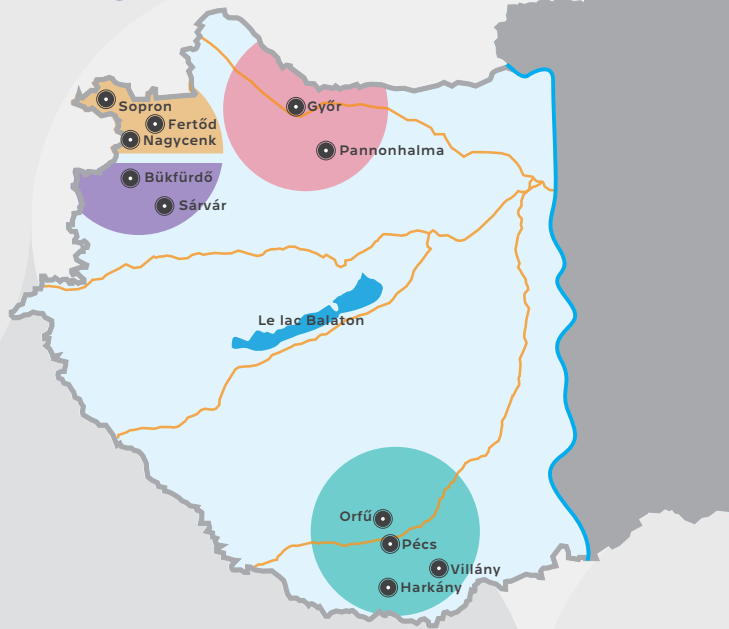 Sopron
Győr
Fertőd
Nagycenk
Pannonhalma
Bükfürdő
Sárvár
Le lac Balaton
Orfű
Pécs
Villány
Harkány